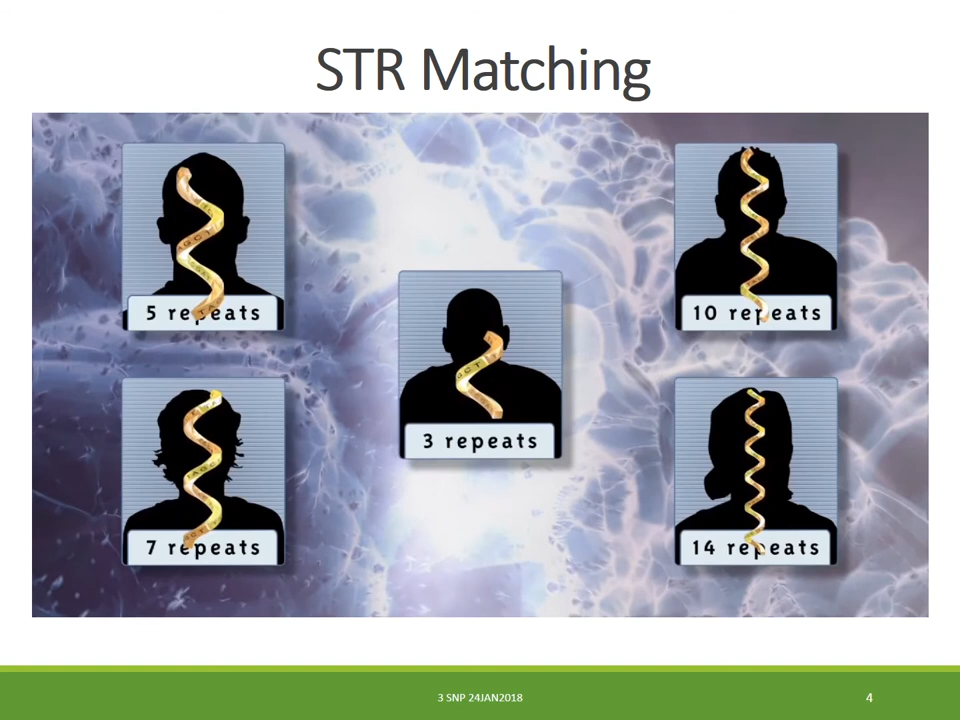 STR Matching
5 repeats
10 repeats
3 repeats
7 repeats
14 repeats
3 SNP 24JAN2018
4